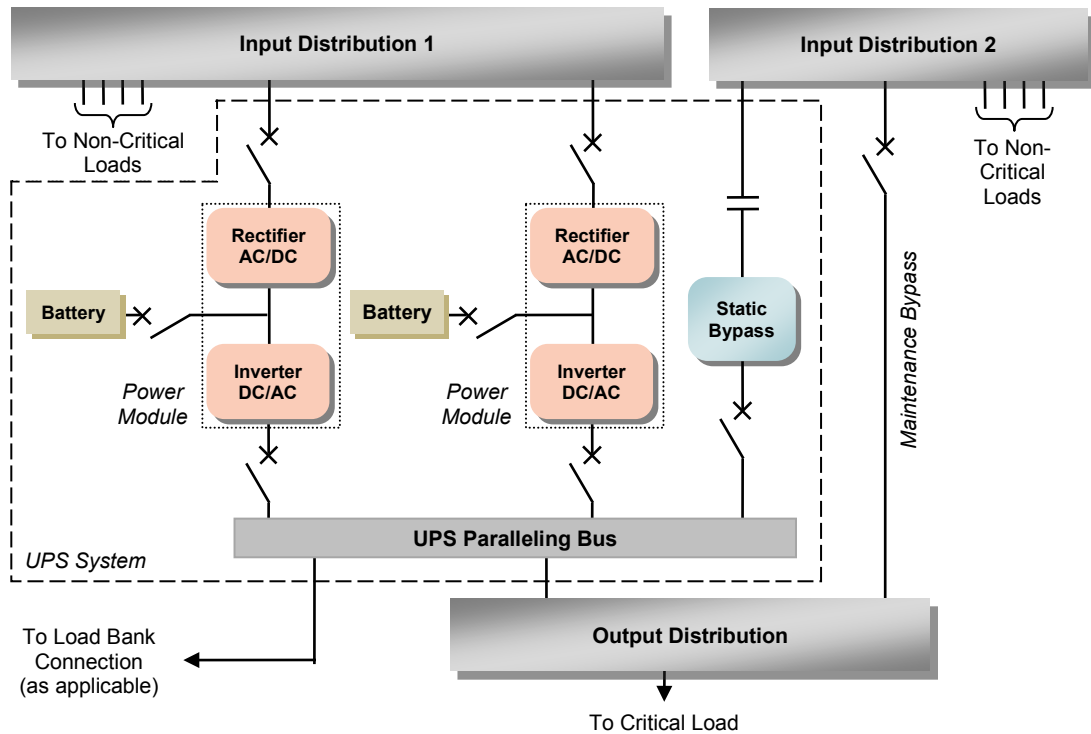 Input Distribution 1
Input Distribution 2
To Non-Critical
Loads
To Non-
Critical
Loads
Rectifier
AC/DC
Rectifier
AC/DC
Battery
Battery
Static
Bypass
Inverter
DC/AC
Inverter
DC/AC
Power
Module
Power
Module
Maintenance Bypass
UPS Paralleling Bus
UPS System
To Load Bank
Connection
(as applicable)
Output Distribution
To Critical Load